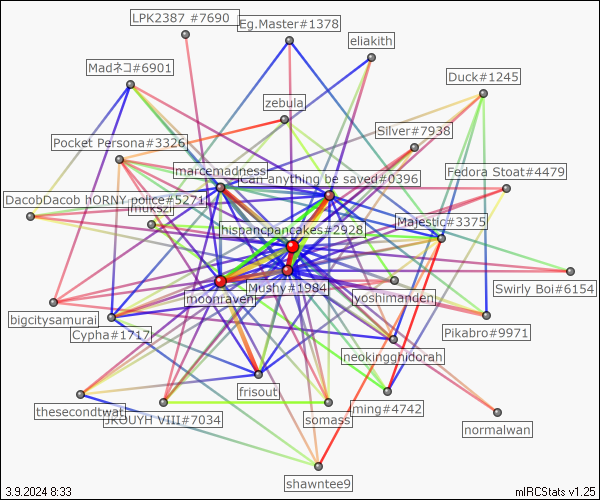 LPK2387 #7690
Eg.Master#1378
eliakith
Madネコ#6901
Duck#1245
zebula
Silver#7938
Pocket Persona#3326
marcemadness
Can anything be saved#0396
Fedora Stoat#4479
DacobDacob hORNY police#5271
mukszi
Majestic#3375
hispancpancakes#2928
Mushy#1984
moonraven
yoshimanden
Swirly Boi#6154
bigcitysamurai
Cypha#1717
Pikabro#9971
neokingghidorah
frisout
thesecondtwat
JKOUYH VIII#7034
somass
ming#4742
normalwan
shawntee9
3.9.2024 8:33
mIRCStats v1.25